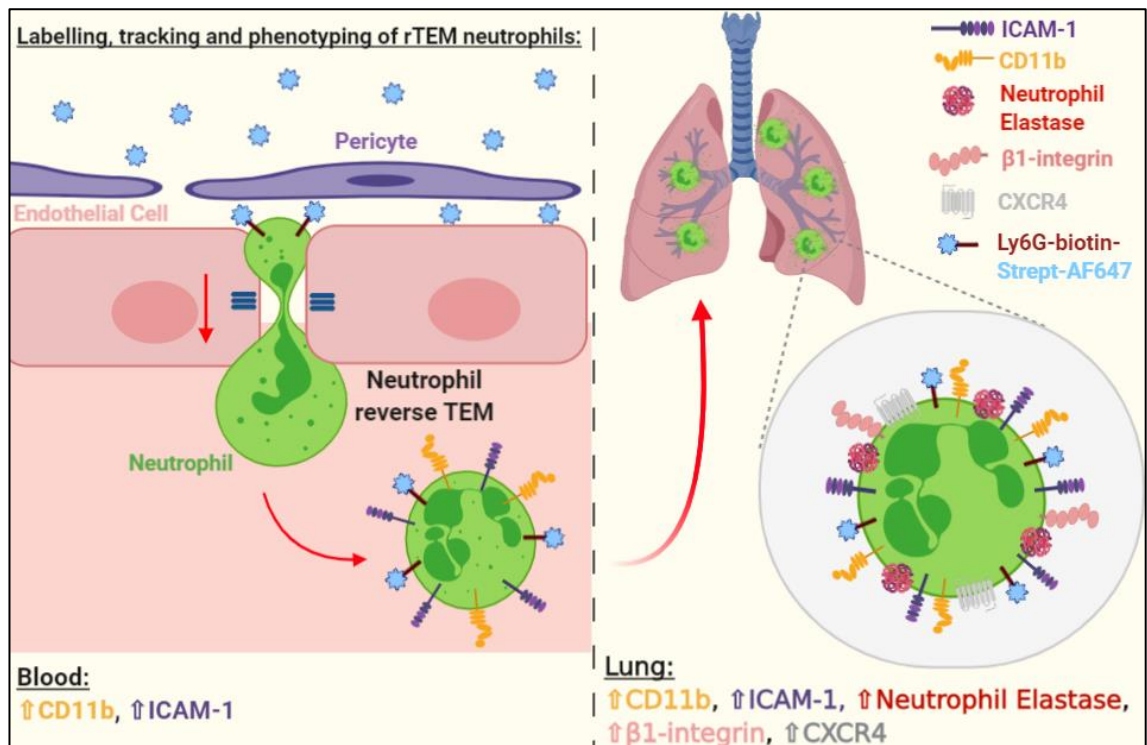 Labelling, tracking and phenotyping of rTEM neutrophils:
Pericyte
Endothelial Cell
Neutrophil
reverse TEM
Neutrophil
Blood:
⇧CD11b, ⇧ICAM-1
ICAM-1
CD11b
Neutrophil
Elastase
β1-integrin
CXCR4
Ly6G-biotin-
Strept-AF647
Lung:
⇧CD11b, ⇧ICAM-1, ⇧Neutrophil Elastase,
⇧β1-integrin, ⇧CXCR4